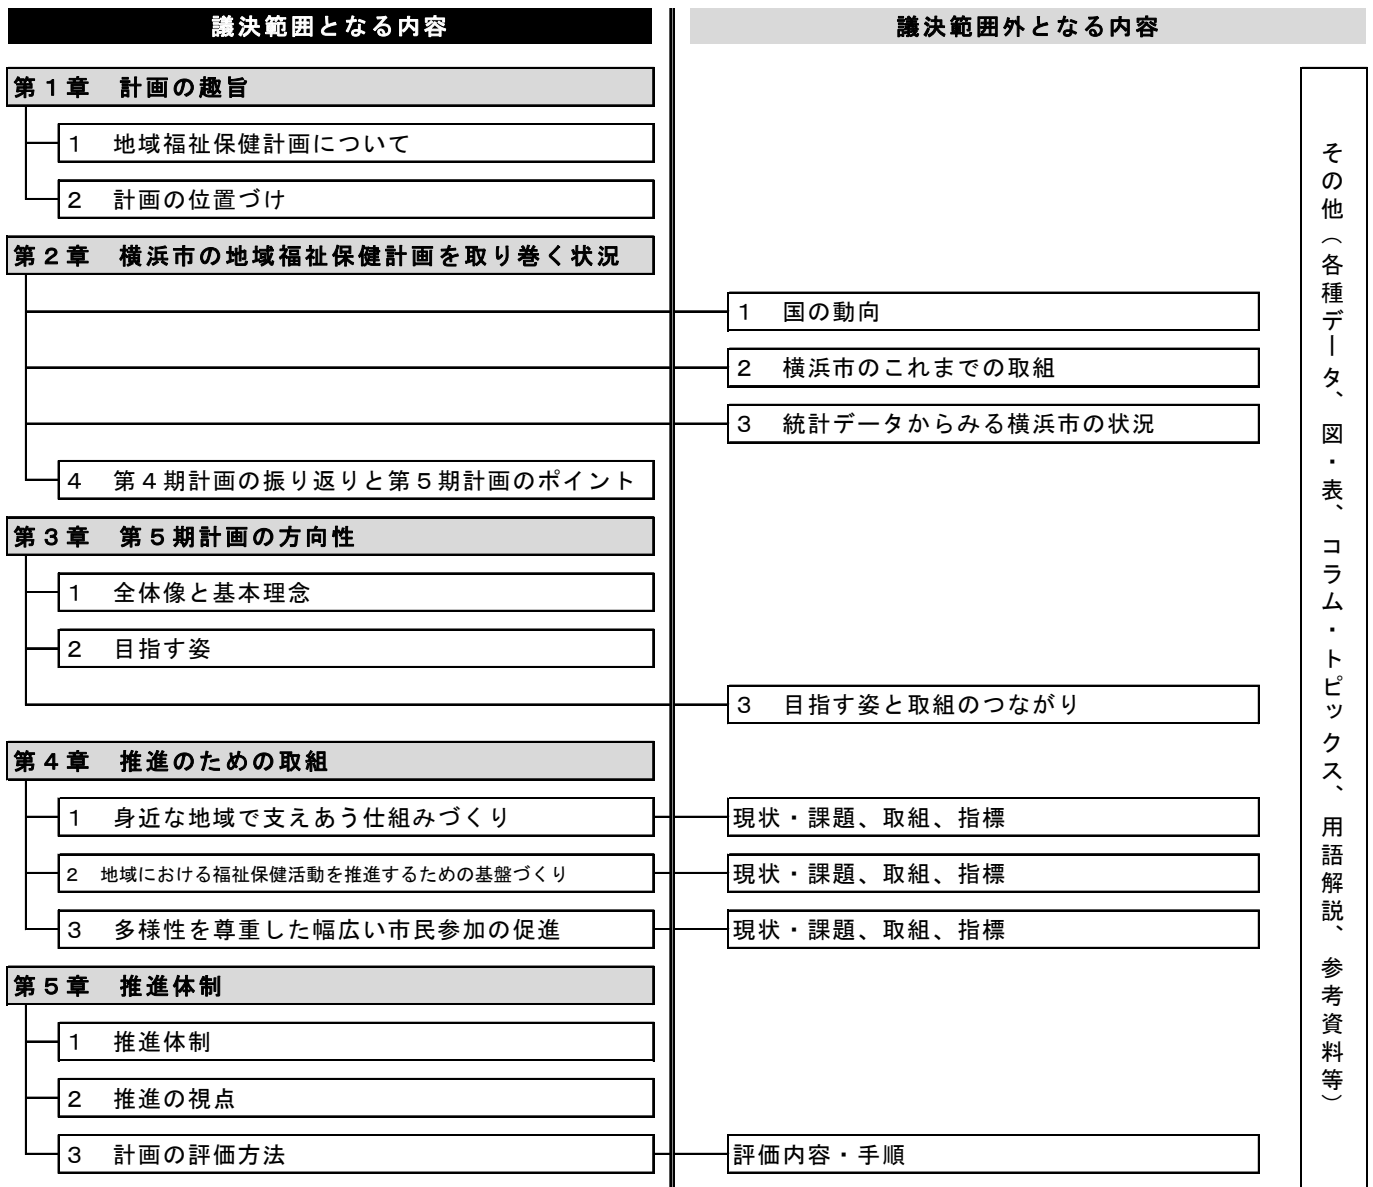 議決範囲となる内容
議決範囲外となる内容
第1章　計画の趣旨
1　地域福祉保健計画について
2　計画の位置づけ
第2章　横浜市の地域福祉保健計画を取り巻く状況
1　国の動向
2　横浜市のこれまでの取組
3　統計データからみる横浜市の状況
4　第4期計画の振り返りと第5期計画のポイント
第3章　第5期計画の方向性
1　全体像と基本理念
2　目指す姿
3　目指す姿と取組のつながり
第4章　推進のための取組
1　身近な地域で支えあう仕組みづくり
現状・課題、取組、指標
2　地域における福祉保健活動を推進するための基盤づくり
現状・課題、取組、指標
3　多様性を尊重した幅広い市民参加の促進
現状・課題、取組、指標
第5章　推進体制
1　推進体制
2　推進の視点
3　計画の評価方法
評価内容・手順
その他（各種データ、図・表、コラム・トピックス、用語解説、参考資料等）